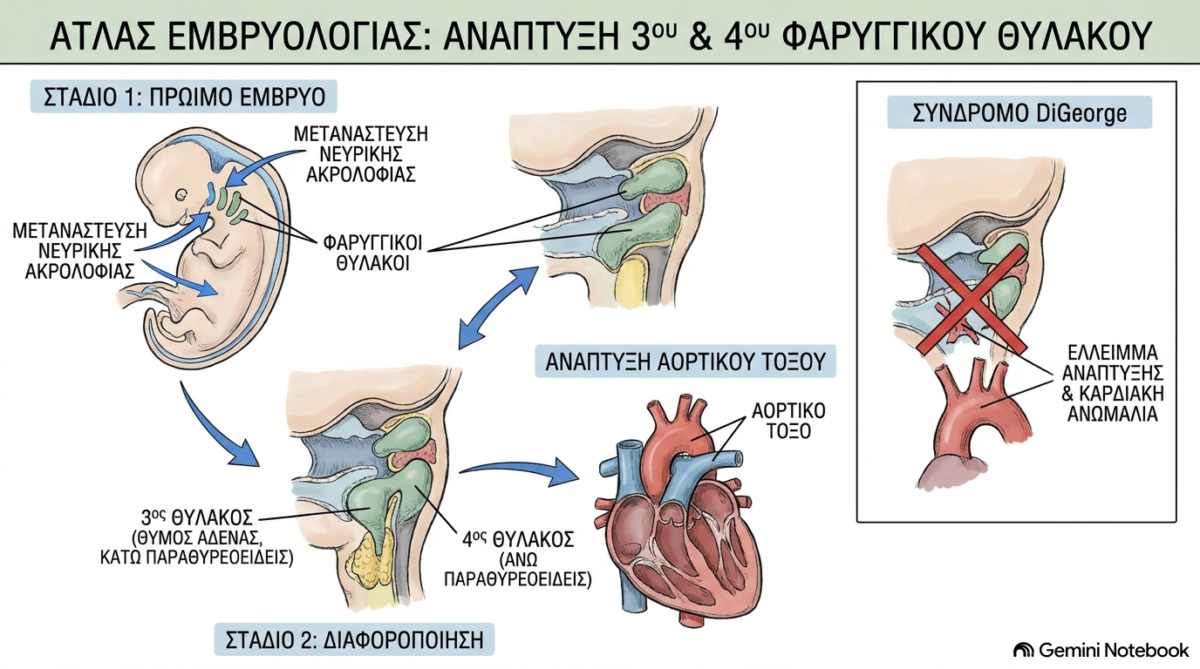 ΑΤΛΑΣ ΕΜΒΡΥΟΛΟΓΙΑΣ: ΑΝΑΠΤΥΞΗ 3ου & 4ου ΦΑΡΥΓΓΙΚΟΥ ΘΥΛΑΚΟΥ
ΣΤΑΔΙΟ 1: ΠΡΩΙΜΟ ΕΜΒΡΥΟ
ΜΕΤΑΝΑΣΤΕΥΣΗ
ΝΕΥΡΙΚΗΣ
ΑΚΡΟΛΟΦΙΑΣ
ΜΕΤΑΝΑΣΤΕΥΣΗ
ΝΕΥΡΙΚΗΣ
ΑΚΡΟΛΟΦΙΑΣ
ΦΑΡΥΓΓΙΚΟΙ
ΘΥΛΑΚΟΙ
3ος ΘΥΛΑΚΟΣ
(ΘΥΜΟΣ ΑΔΕΝΑΣ,
ΚΑΤΩ ΠΑΡΑΘΥΡΕΟΕΙΔΕΙΣ)
4ος ΘΥΛΑΚΟΣ
(ΑΝΩ
ΠΑΡΑΘΥΡΕΟΕΙΔΕΙΣ)
ΣΤΑΔΙΟ 2: ΔΙΑΦΟΡΟΠΟΙΗΣΗ
ΑΝΑΠΤΥΞΗ ΑΟΡΤΙΚΟΥ ΤΟΞΟΥ
ΑΟΡΤΙΚΟ
ΤΟΞΟ
ΣΥΝΔΡΟΜΟ DiGeorge
ΕΛΛΕΙΜΜΑ
ΑΝΑΠΤΥΞΗΣ
& ΚΑΡΔΙΑΚΗ
ΑΝΩΜΑΛΙΑ
Gemini Notebook